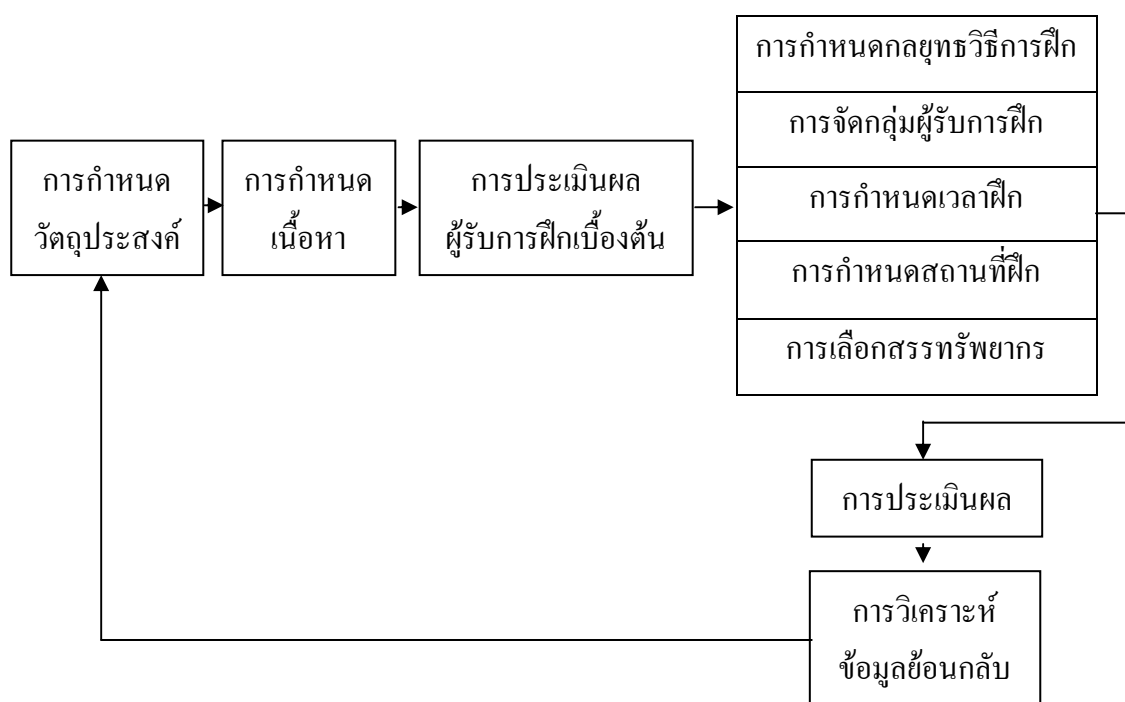 การกำหนด
วัตถุประสงค์
การกำหนด
เนื้อหา
การประเมินผล
ผู้รับการฝึกเบื้องต้น
การกำหนดกลยุทธวิธีการฝึก
การจัดกลุ่มผู้รับการฝึก
การกำหนดเวลาฝึก
การกำหนดสถานที่ฝึก
การเลือกสรรทรัพยากร
การประเมินผล
การวิเคราะห์
ข้อมูลย้อนกลับ